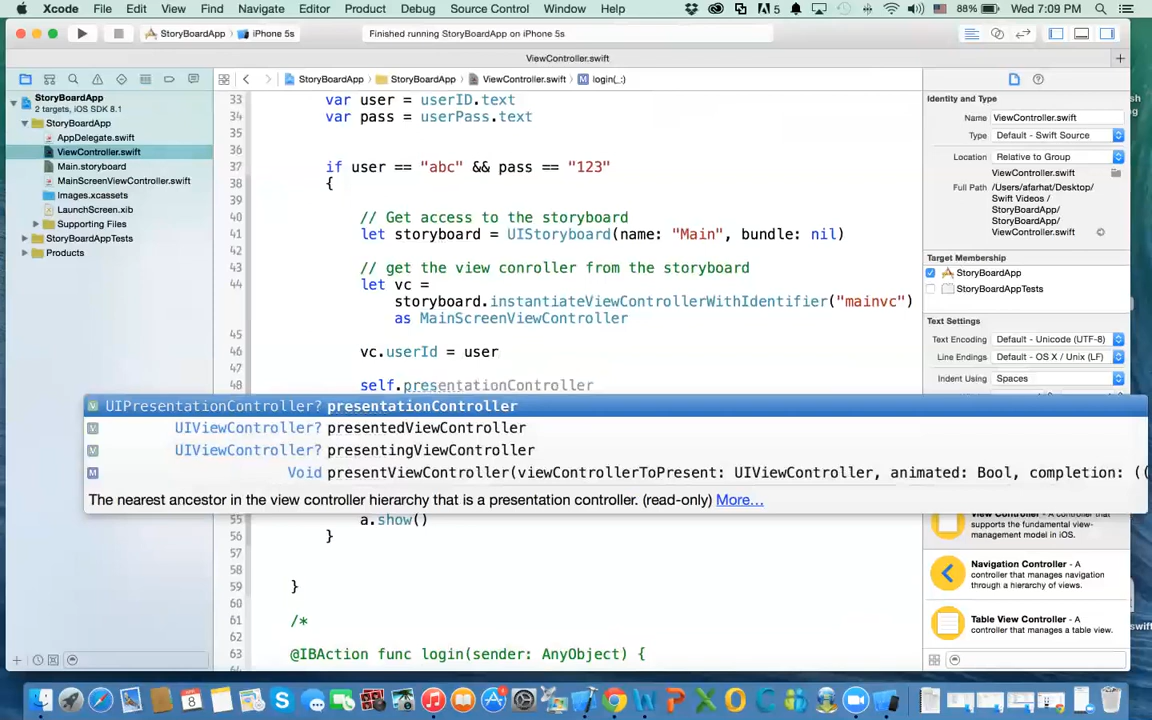 Xcode File Edit View Find Navigate Editor Product Debug Source Control Window Help 5 88% Wed 7:09 PM
StoryBoardApp iPhone 5s Finished running StoryBoardApp on iPhone 5s
ViewController.swift
StoryBoardApp StoryBoardApp ViewController.swift M login(_:)
StoryBoardApp
2 targets, iOS SDK 8.1
StoryBoardApp
AppDelegate.swift
ViewController.swift
Main.storyboard
MainScreenViewController.swift
Images.xcassets
LaunchScreen.xib
Supporting Files
StoryBoardAppTests
Products
33 var user = userID.text
34 var pass = userPass.text
35
36
37 if user == "abc" && pass == "123"
38 {
39
40 // Get access to the storyboard
41 let storyboard = UIStoryboard(name: "Main", bundle: nil)
42
43 // get the view conroller from the storyboard
44 let vc =
storyboard.instantiateViewControllerWithIdentifier("mainvc")
as MainScreenViewController
45
46 vc.userId = user
47
48 self.presentationController
V UIPresentationController? presentationController
V UIViewController? presentedViewController
V UIViewController? presentingViewController
M Void presentViewController(viewControllerToPresent: UIViewController, animated: Bool, completion: ((
The nearest ancestor in the view controller hierarchy that is a presentation controller. (read-only) More...
55 a.show()
56 }
57
58
59 }
60
61 /*
62
63 @IBAction func login(sender: AnyObject) {
Identity and Type
Name ViewController.swift
Type Default - Swift Source
Location Relative to Group
ViewController.swift
Full Path /Users/afarhat/Desktop/
Swift Videos /
StoryBoardApp/
StoryBoardApp/
ViewController.swift
Target Membership
StoryBoardApp
StoryBoardAppTests
Text Settings
Text Encoding Default - Unicode (UTF-8)
Line Endings Default - OS X / Unix (LF)
Indent Using Spaces
View Controller - A controller that
supports the fundamental view-
management model in iOS.
Navigation Controller - A
controller that manages navigation
through a hierarchy of views.
Table View Controller - A
controller that manages a table view.